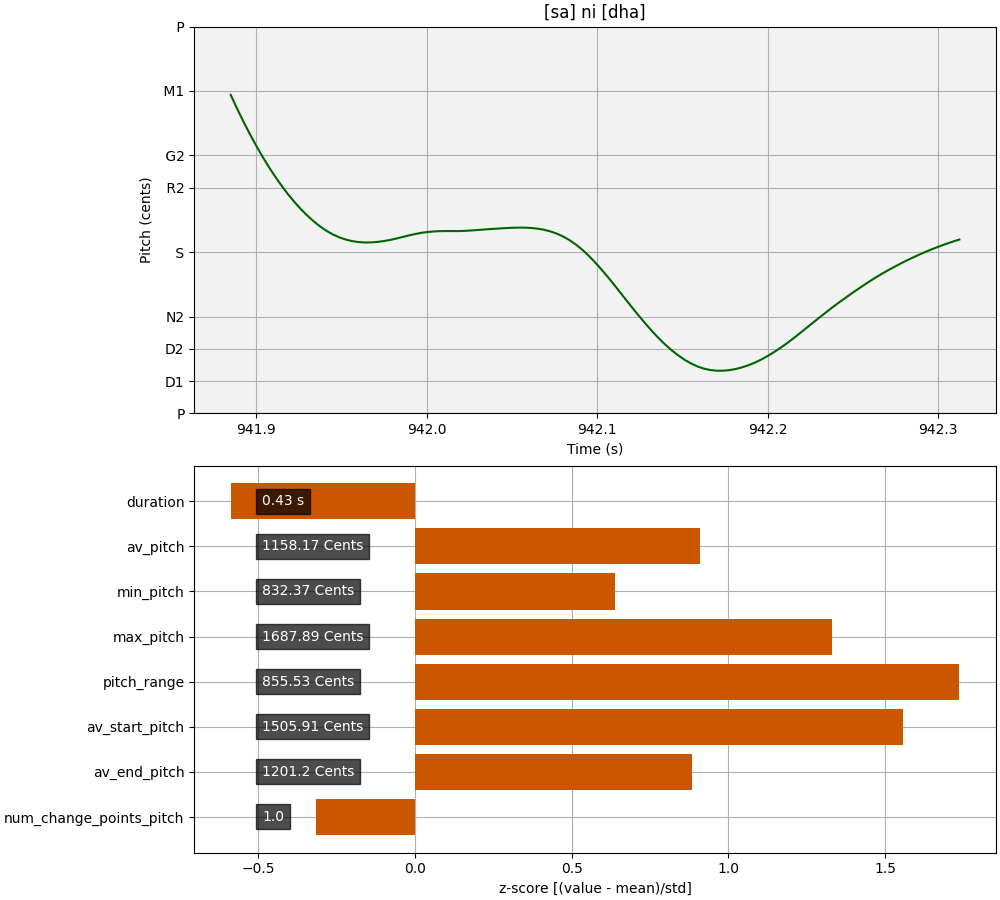 [sa] ni [dha]
P
M1
G2
R2
S
N2
D2
D1
P
Pitch (cents)
941.9 942.0 942.1 942.2 942.3
Time (s)
duration 0.43 s
av_pitch 1158.17 Cents
min_pitch 832.37 Cents
max_pitch 1687.89 Cents
pitch_range 855.53 Cents
av_start_pitch 1505.91 Cents
av_end_pitch 1201.2 Cents
num_change_points_pitch 1.0
−0.5 0.0 0.5 1.0 1.5
z-score [(value - mean)/std]